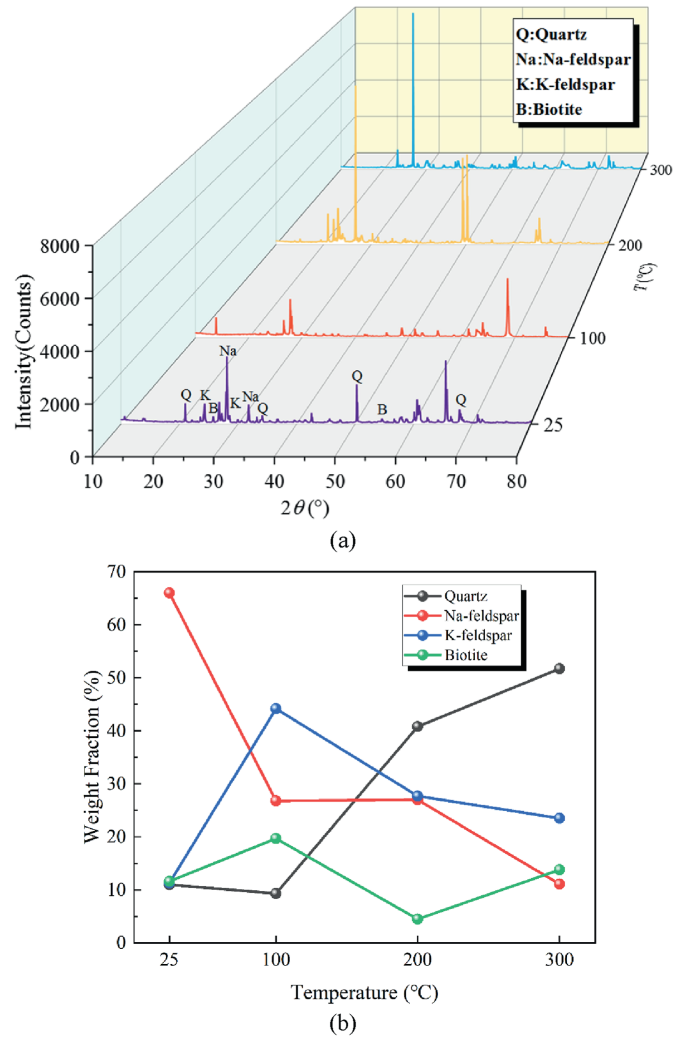 Q:Quartz
Na:Na-feldspar
K:K-feldspar
B:Biotite
300
200
T(℃)
100
25
8000
6000
4000
2000
0
Intensity(Counts)
Na
Q
K
B
K
Na
Q
Q
B
Q
10
20
30
40
50
60
70
80
2θ(°)
(a)
70
60
50
40
30
20
10
0
Weight Fraction (%)
Quartz
Na-feldspar
K-feldspar
Biotite
25
100
200
300
Temperature (℃)
(b)